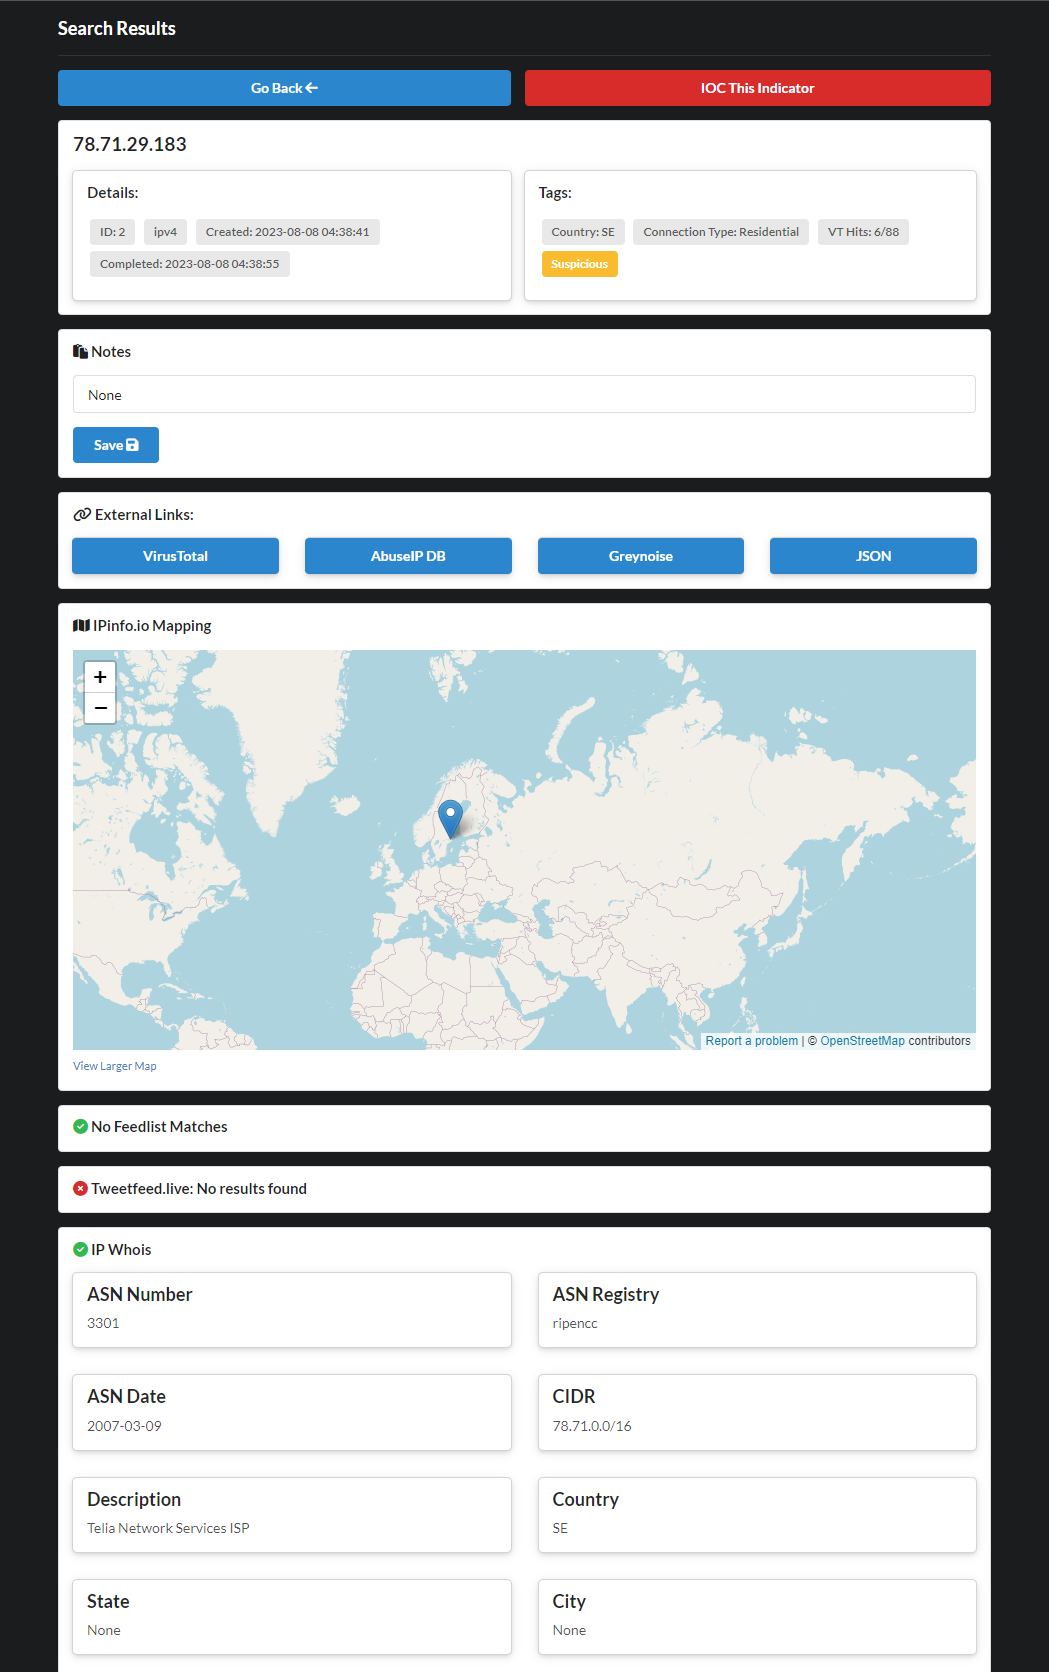 Search Results
Go Back
IOC This Indicator
78.71.29.183
Details:
ID: 2
ipv4
Created: 2023-08-08 04:38:41
Completed: 2023-08-08 04:38:55
Tags:
Country: SE
Connection Type: Residential
VT Hits: 6/88
Suspicious
Notes
None
Save
External Links:
VirusTotal
AbuseIP DB
Greynoise
JSON
IPinfo.io Mapping
+
−
Report a problem | © OpenStreetMap contributors
View Larger Map
No Feedlist Matches
Tweetfeed.live: No results found
IP Whois
ASN Number
3301
ASN Registry
ripencc
ASN Date
2007-03-09
CIDR
78.71.0.0/16
Description
Telia Network Services ISP
Country
SE
State
None
City
None